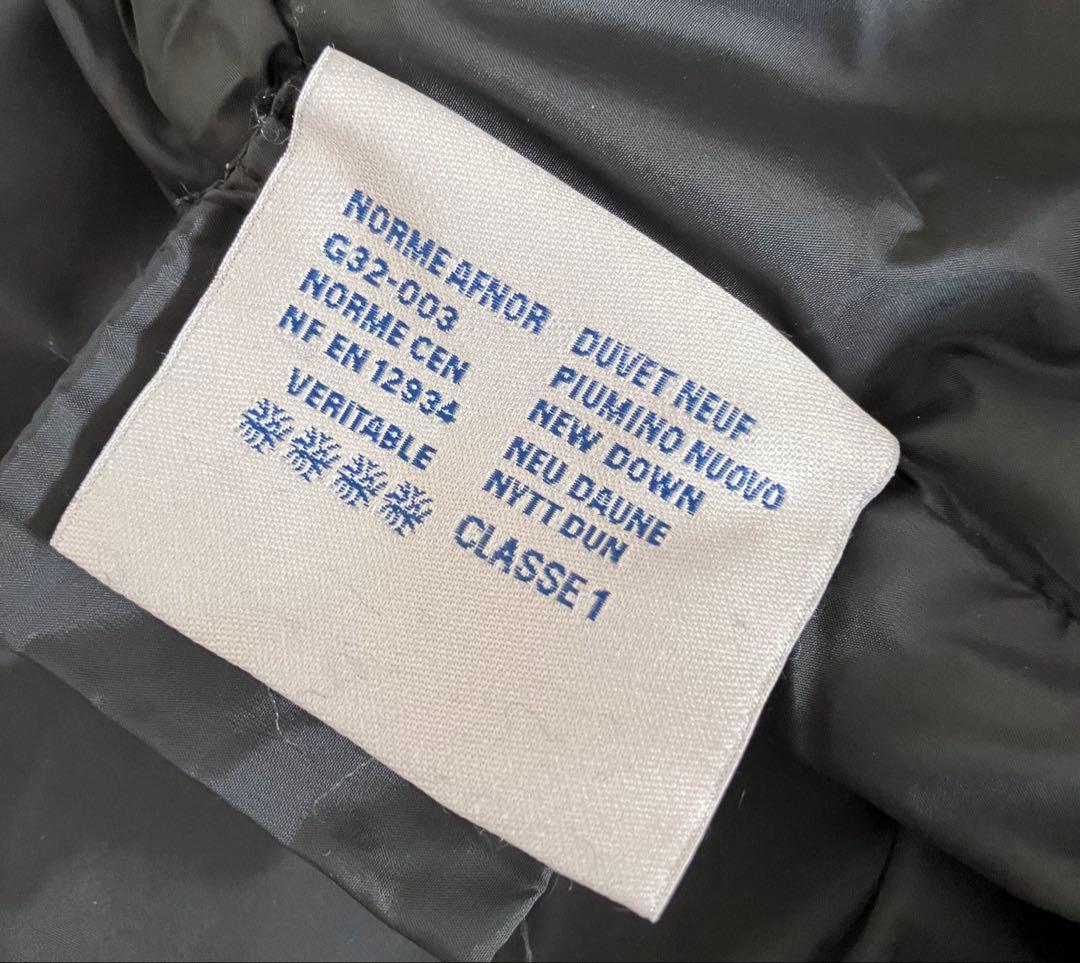 NORME AFNOR
G32-003
NORME CEN
NF EN 12934
VERITABLE
DUVET NEUF
PIUMINO NUOVO
NEW DOWN
NEU DAUNE
NYTT DUN
CLASSE 1